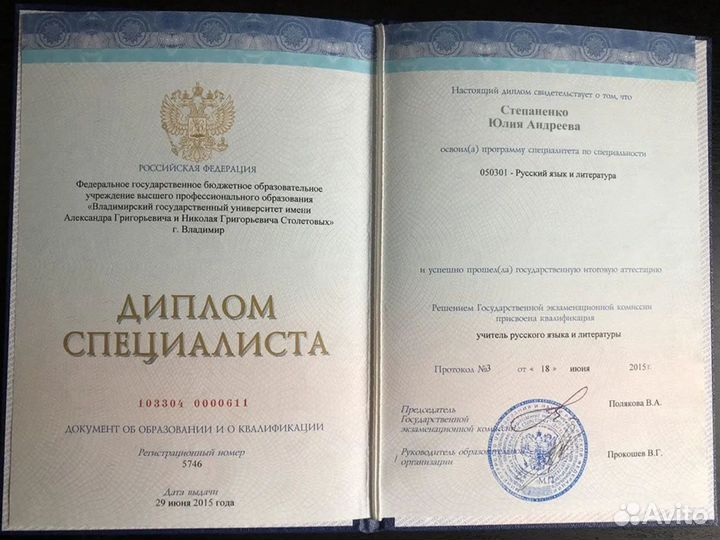 РОССИЙСКАЯ ФЕДЕРАЦИЯ
Федеральное государственное бюджетное образовательное
учреждение высшего профессионального образования
«Владимирский государственный университет имени
Александра Григорьевича и Николая Григорьевича Столетовых»
г. Владимир
ДИПЛОМ
СПЕЦИАЛИСТА
103304 0000611
ДОКУМЕНТ ОБ ОБРАЗОВАНИИ И О КВАЛИФИКАЦИИ
Регистрационный номер
5746
Дата выдачи
29 июня 2015 года
Настоящий диплом свидетельствует о том, что
Степаненко
Юлия Андреева
освоил(а) программу специалитета по специальности
050301 - Русский язык и литература
и успешно прошел(ла) государственную итоговую аттестацию
Решением Государственной экзаменационной комиссии
присвоена квалификация
учитель русского языка и литературы
Протокол №3 от « 18 » июня 2015 г.
Председатель
Государственной
экзаменационной комиссии
Полякова В.А.
Руководитель образовательной
организации
Прокошев В.Г.
М.П.
Avito